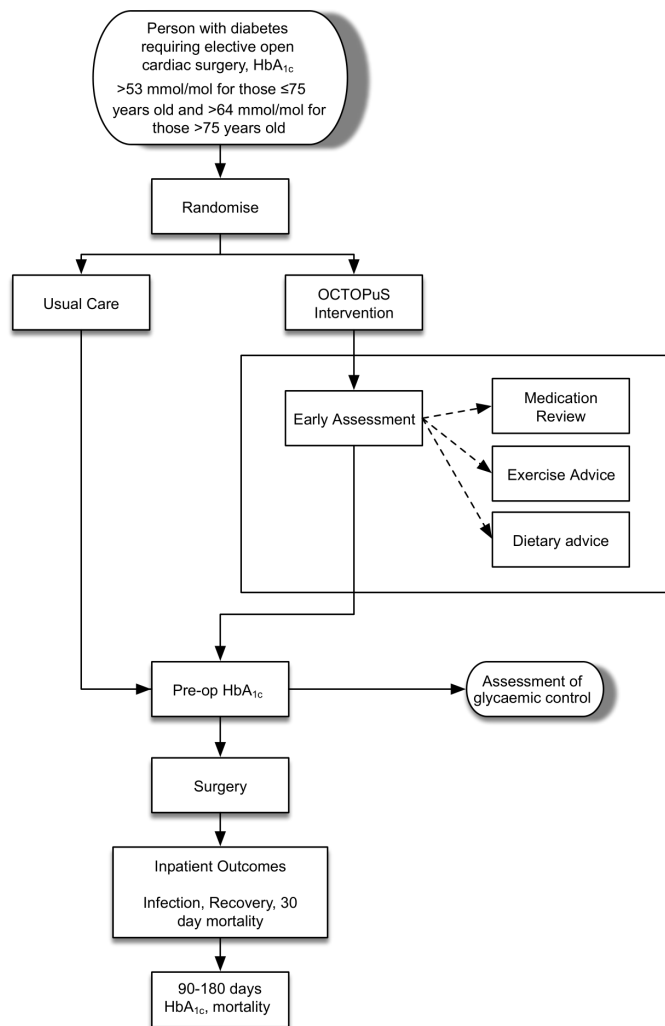 Person with diabetes
requiring elective open
cardiac surgery, HbA1c
>53 mmol/mol for those ≤75
years old and >64 mmol/mol for
those >75 years old
Randomise
Usual Care
OCTOPuS
Intervention
Early Assessment
Medication
Review
Exercise Advice
Dietary advice
Pre-op HbA1c
Assessment of
glycaemic control
Surgery
Inpatient Outcomes
Infection, Recovery, 30
day mortality
90-180 days
HbA1c, mortality